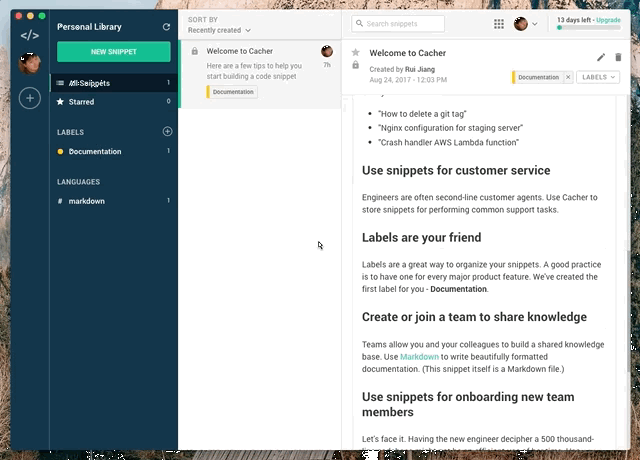 Personal Library
</>
NEW SNIPPET
All Snippets 1
Starred 0
LABELS
Documentation 1
LANGUAGES
# markdown 1
SORT BY
Recently created
Welcome to Cacher
Here are a few tips to help you
start building a code snippet
7h
Documentation
Search snippets
13 days left - Upgrade
Welcome to Cacher
Created by Rui Jiang
Aug 24, 2017 - 12:03 PM
Documentation ×
LABELS
• "How to delete a git tag"
• "Nginx configuration for staging server"
• "Crash handler AWS Lambda function"
Use snippets for customer service
Engineers are often second-line customer agents. Use Cacher to
store snippets for performing common support tasks.
Labels are your friend
Labels are a great way to organize your snippets. A good practice
is to have one for every major product feature. We've created the
first label for you - Documentation.
Create or join a team to share knowledge
Teams allow you and your colleagues to build a shared knowledge
base. Use Markdown to write beautifully formatted
documentation. (This snippet itself is a Markdown file.)
Use snippets for onboarding new team
members
Let's face it. Having the new engineer decipher a 500 thousand-